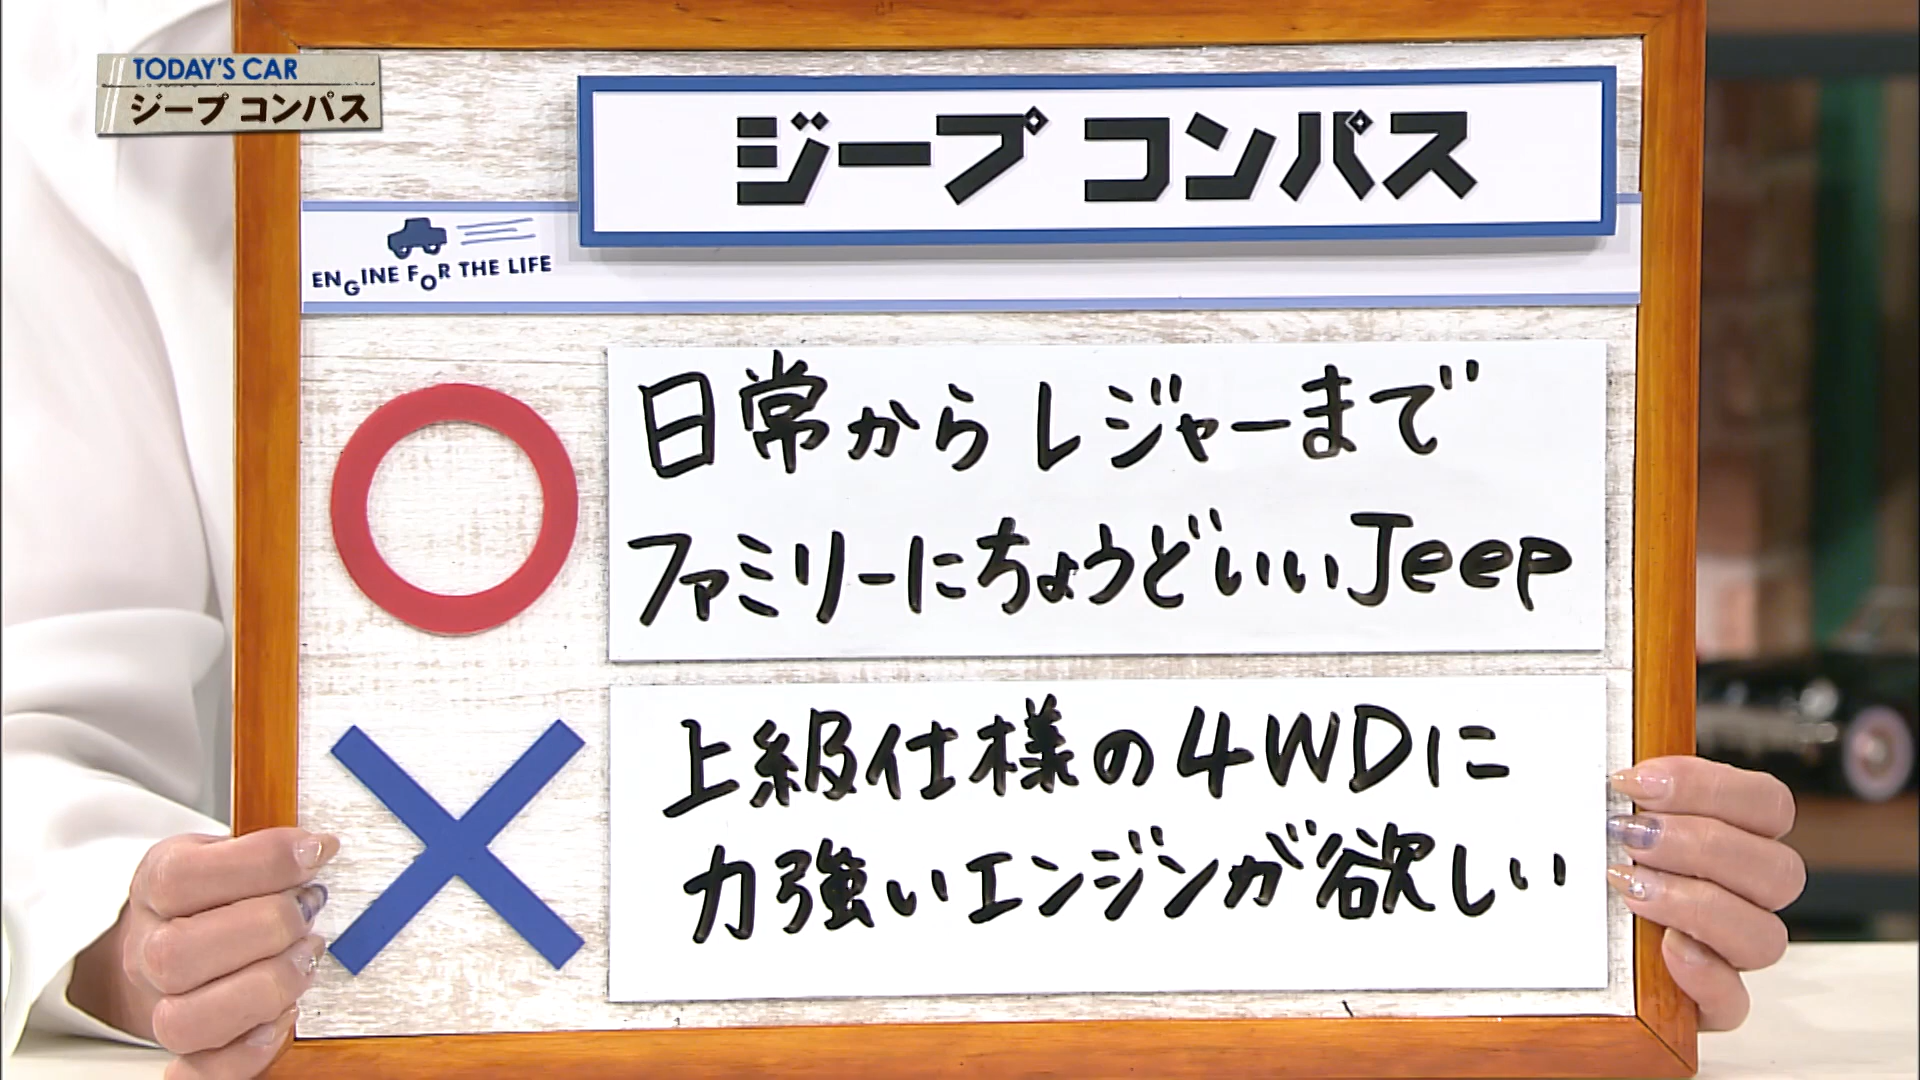 TODAY'S CAR
ジープ コンパス
ジープ コンパス
ENGINE FOR THE LIFE
日常からレジャーまで
ファミリーにちょうどいいJeep
上級仕様の4WDに
力強いエンジンが欲しい